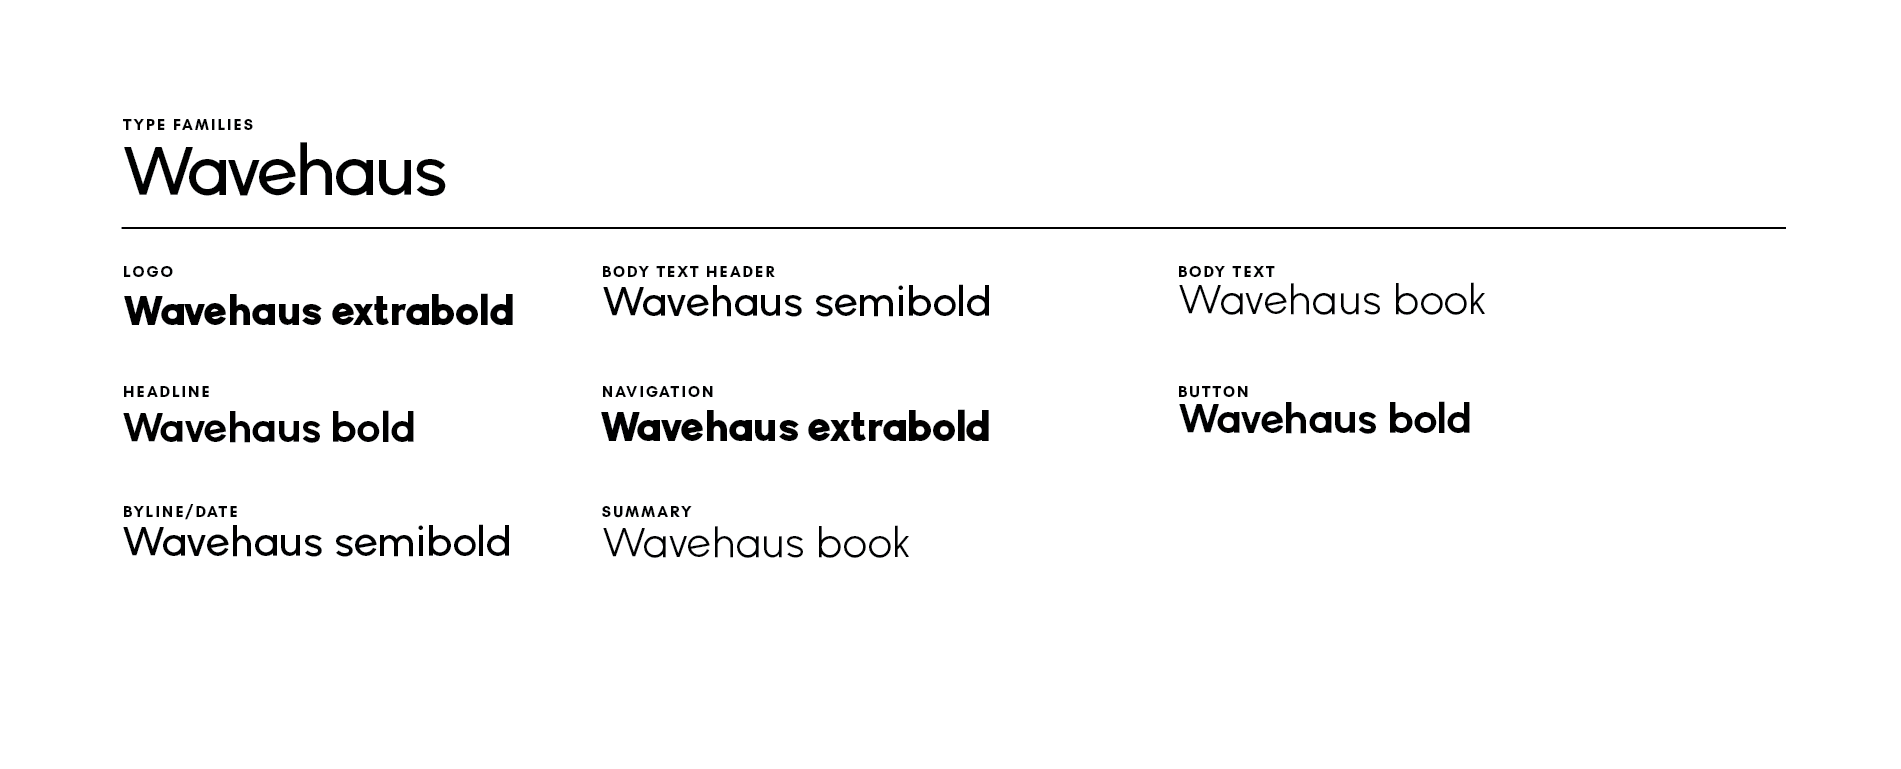 TYPE FAMILIES
Wavehaus
LOGO
Wavehaus extrabold
BODY TEXT HEADER
Wavehaus semibold
BODY TEXT
Wavehaus book
HEADLINE
Wavehaus bold
NAVIGATION
Wavehaus extrabold
BUTTON
Wavehaus bold
BYLINE/DATE
Wavehaus semibold
SUMMARY
Wavehaus book